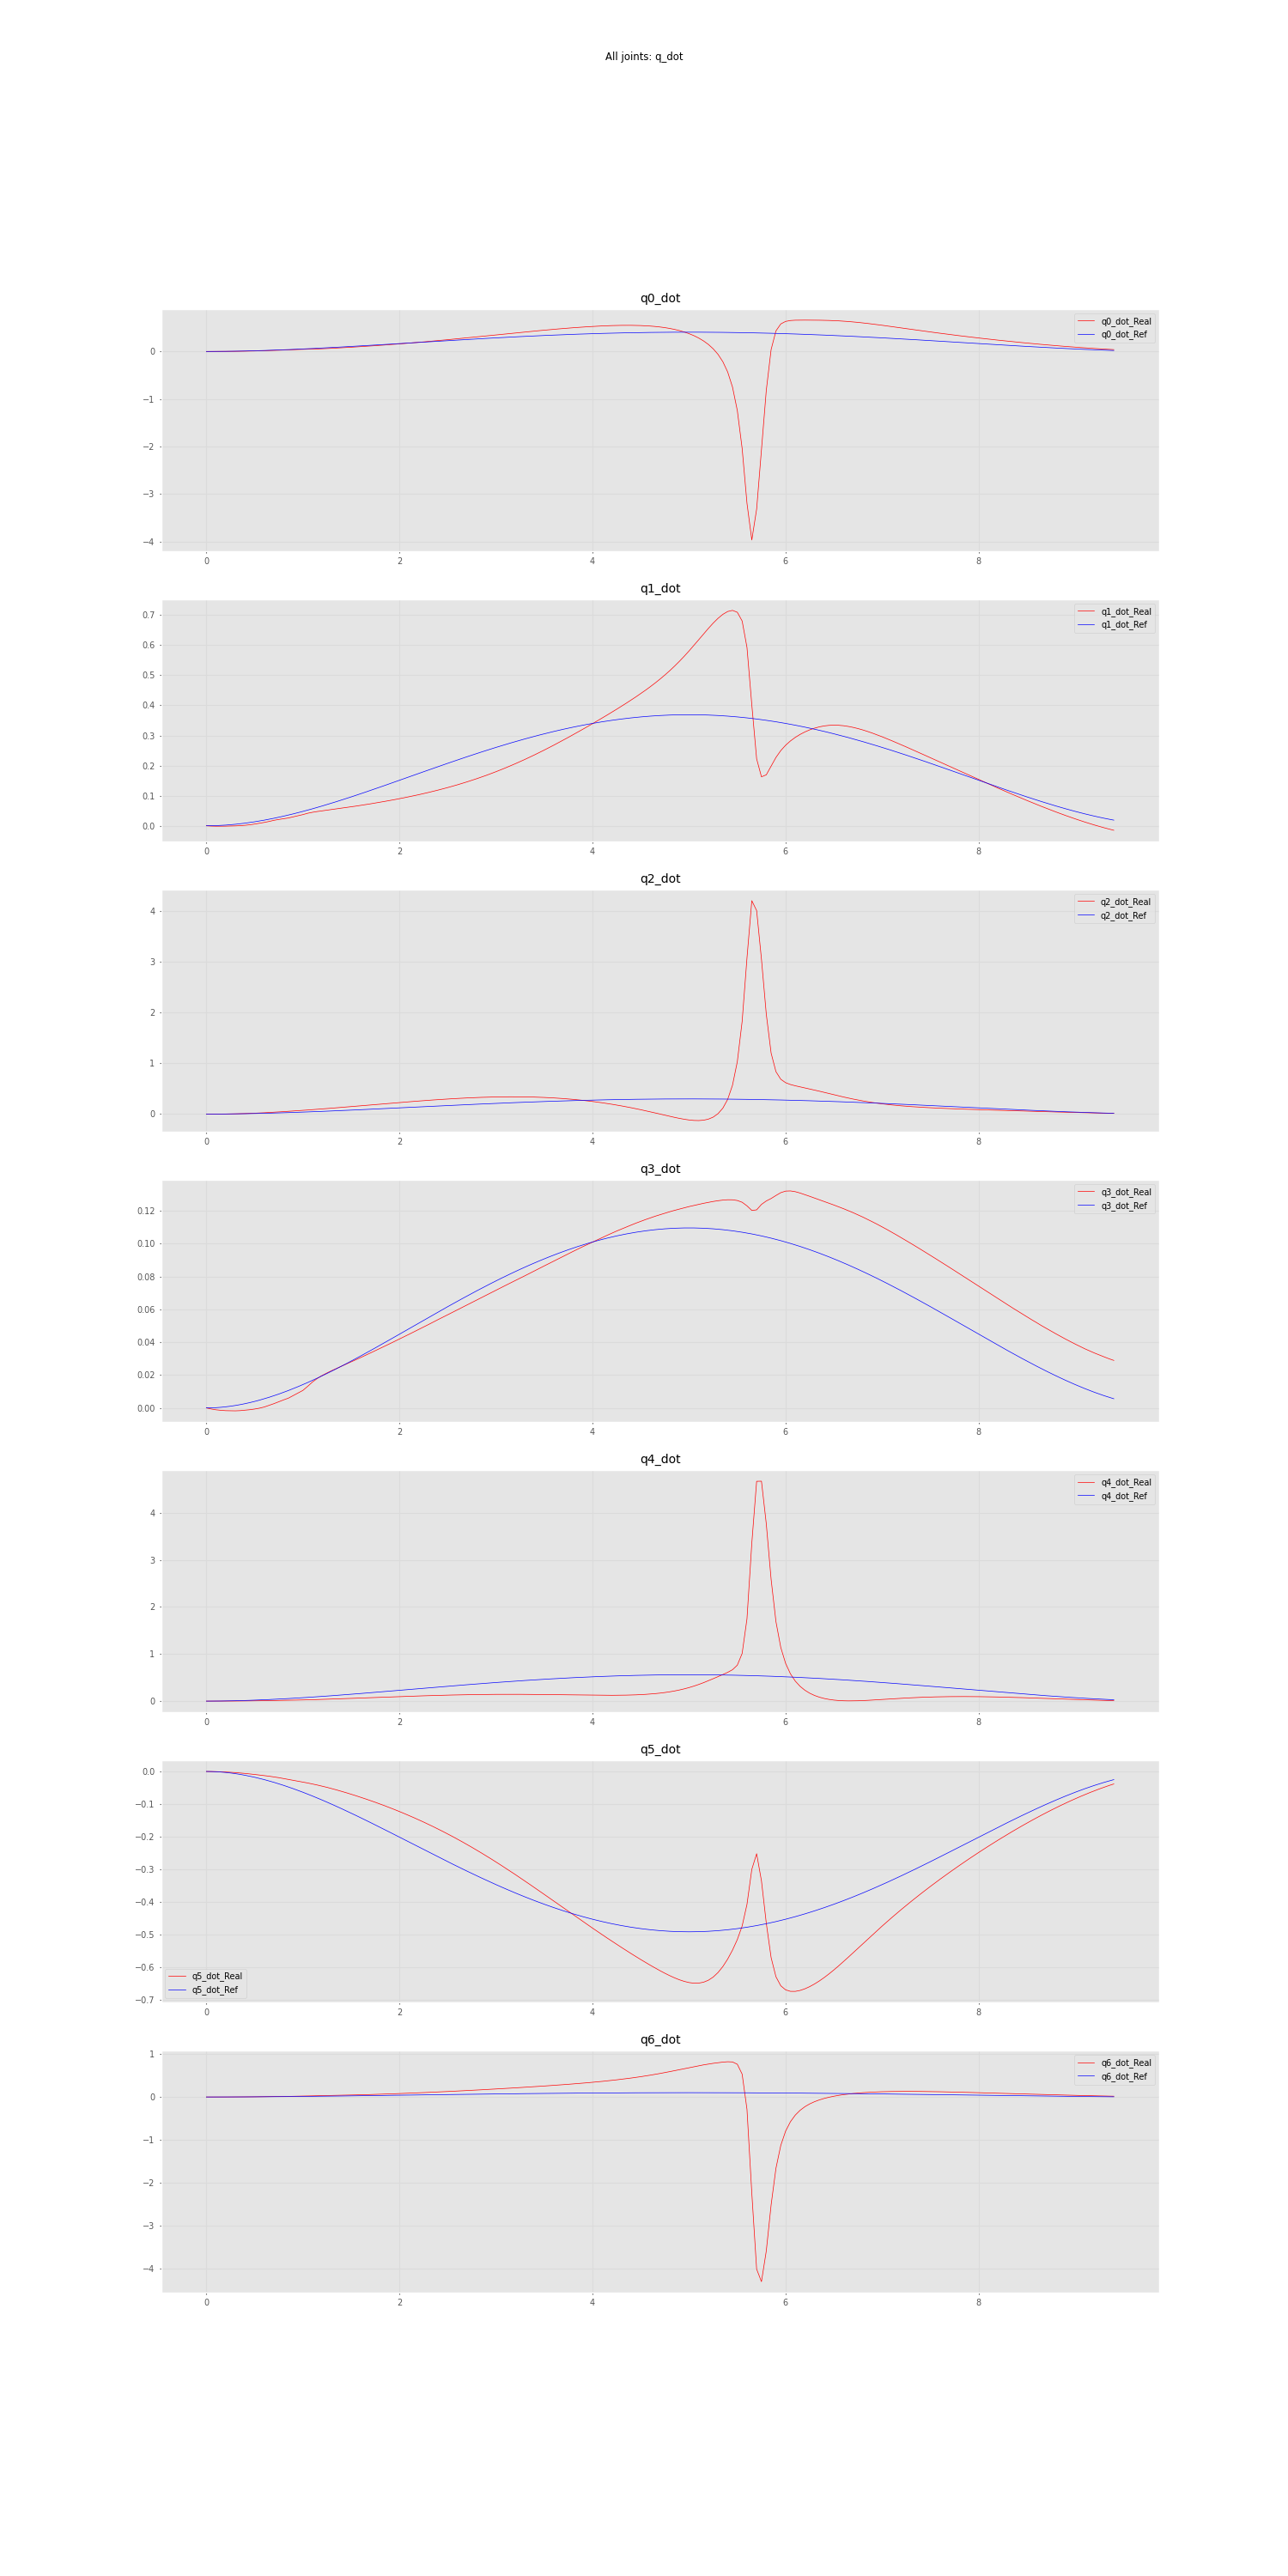 All joints: q_dot
q0_dot
q0_dot_Real
q0_dot_Ref
0
−1
−2
−3
−4
0 2 4 6 8
q1_dot
q1_dot_Real
q1_dot_Ref
0.7
0.6
0.5
0.4
0.3
0.2
0.1
0.0
0 2 4 6 8
q2_dot
q2_dot_Real
q2_dot_Ref
4
3
2
1
0
0 2 4 6 8
q3_dot
q3_dot_Real
q3_dot_Ref
0.12
0.10
0.08
0.06
0.04
0.02
0.00
0 2 4 6 8
q4_dot
q4_dot_Real
q4_dot_Ref
4
3
2
1
0
0 2 4 6 8
q5_dot
0.0
−0.1
−0.2
−0.3
−0.4
−0.5
−0.6
−0.7
q5_dot_Real
q5_dot_Ref
0 2 4 6 8
q6_dot
q6_dot_Real
q6_dot_Ref
1
0
−1
−2
−3
−4
0 2 4 6 8